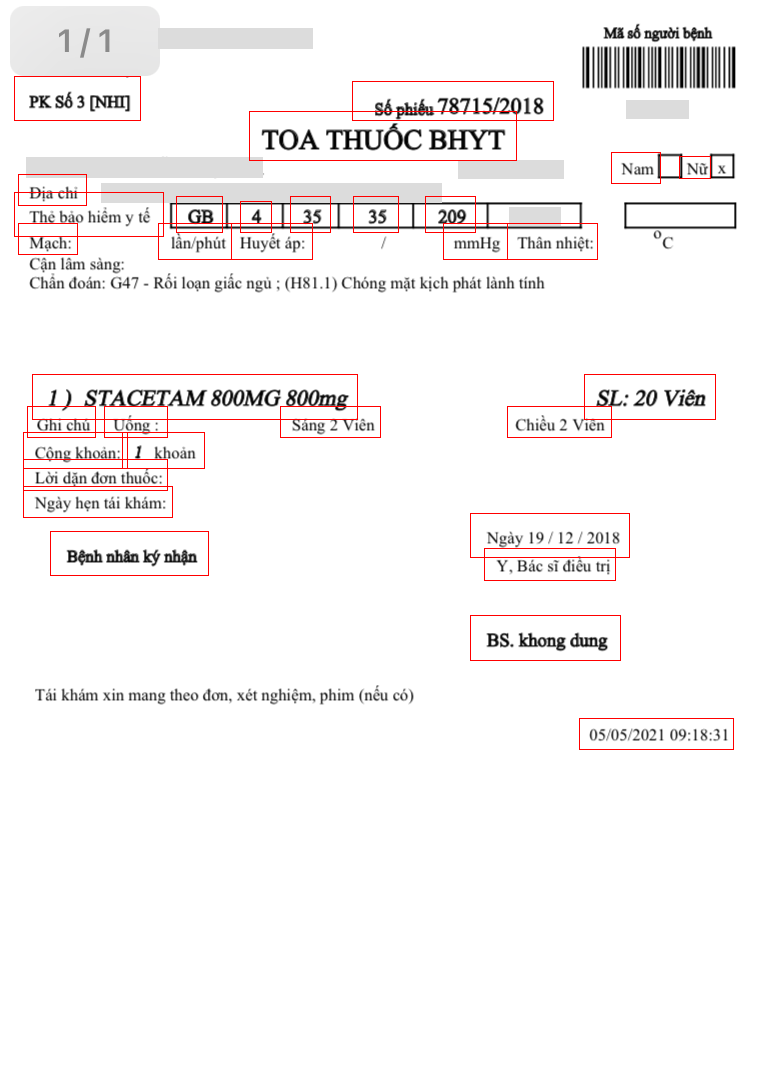 1/1
Mã số người bệnh
PK Số 3 [NHI]
Số phiếu 78715/2018
TOA THUỐC BHYT
Nam Nữ x
Địa chỉ
Thẻ bảo hiểm y tế GB 4 35 35 209
Mạch: lần/phút Huyết áp: / mmHg Thân nhiệt: °C
Cận lâm sàng:
Chẩn đoán: G47 - Rối loạn giấc ngủ ; (H81.1) Chóng mặt kịch phát lành tính
1 ) STACETAM 800MG 800mg SL: 20 Viên
Ghi chú Uống : Sáng 2 Viên Chiều 2 Viên
Cộng khoản: 1 khoản
Lời dặn đơn thuốc:
Ngày hẹn tái khám:
Ngày 19 / 12 / 2018
Bệnh nhân ký nhận
Y, Bác sĩ điều trị
BS. khong dung
Tái khám xin mang theo đơn, xét nghiệm, phim (nếu có)
05/05/2021 09:18:31